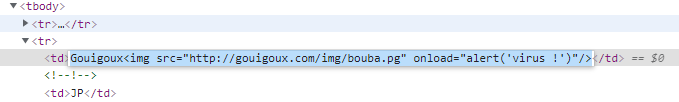 ▼<tbody>
▶<tr>…</tr>
▼<tr>
<td>Gouigoux<img src="http://gouigoux.com/img/bouba.pg" onload="alert('virus !')"/></td> == $0
<!--!-->
<td>JP</td>